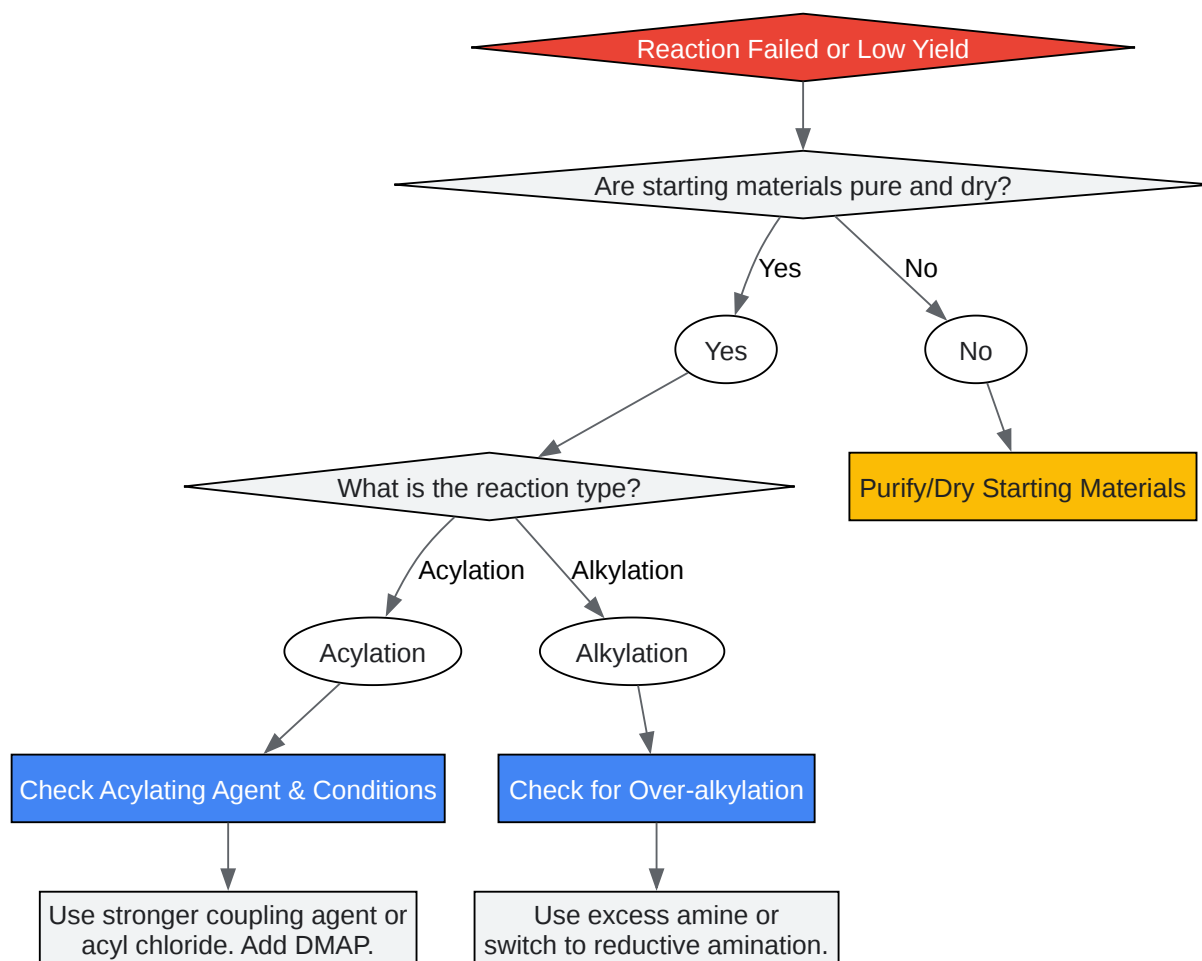 Reaction Failed or Low Yield
Are starting materials pure and dry?
Yes
No
Yes
No
What is the reaction type?
Purify/Dry Starting Materials
Acylation
Alkylation
Acylation
Alkylation
Check Acylating Agent & Conditions
Check for Over-alkylation
Use stronger coupling agent or
acyl chloride. Add DMAP.
Use excess amine or
switch to reductive amination.